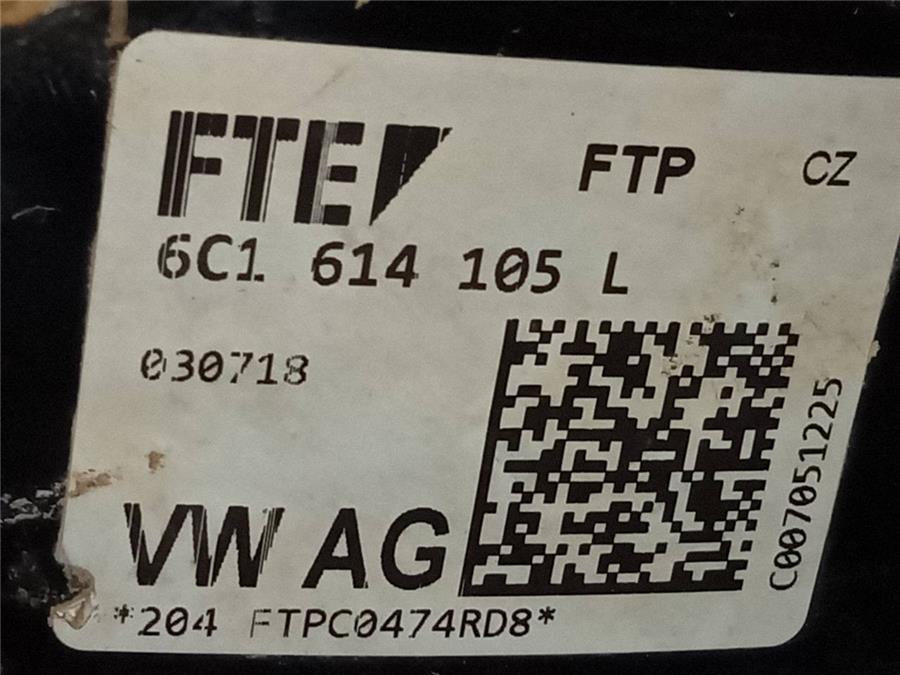 FTE FTP CZ
6C1 614 105 L
030718
C007051225
VW AG
*204 FTPC0474RD8*